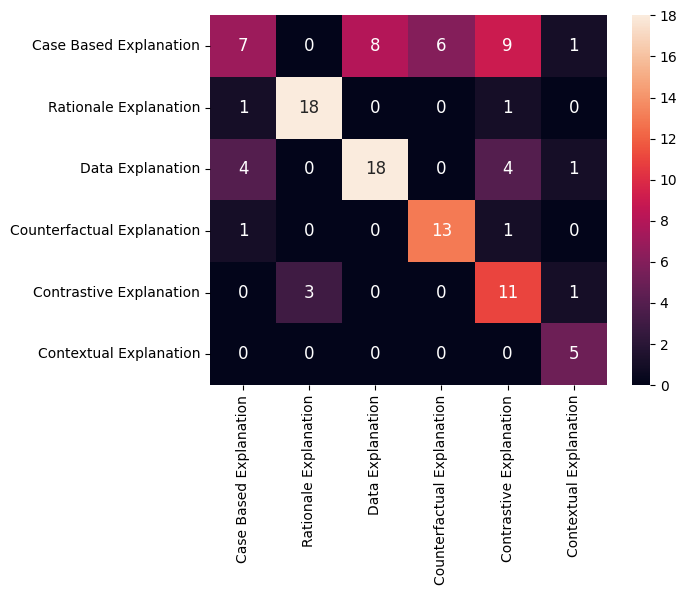 Case Based Explanation 7 0 8 6 9 1
Rationale Explanation 1 18 0 0 1 0
Data Explanation 4 0 18 0 4 1
Counterfactual Explanation 1 0 0 13 1 0
Contrastive Explanation 0 3 0 0 11 1
Contextual Explanation 0 0 0 0 0 5
Case Based Explanation
Rationale Explanation
Data Explanation
Counterfactual Explanation
Contrastive Explanation
Contextual Explanation
18
16
14
12
10
8
6
4
2
0